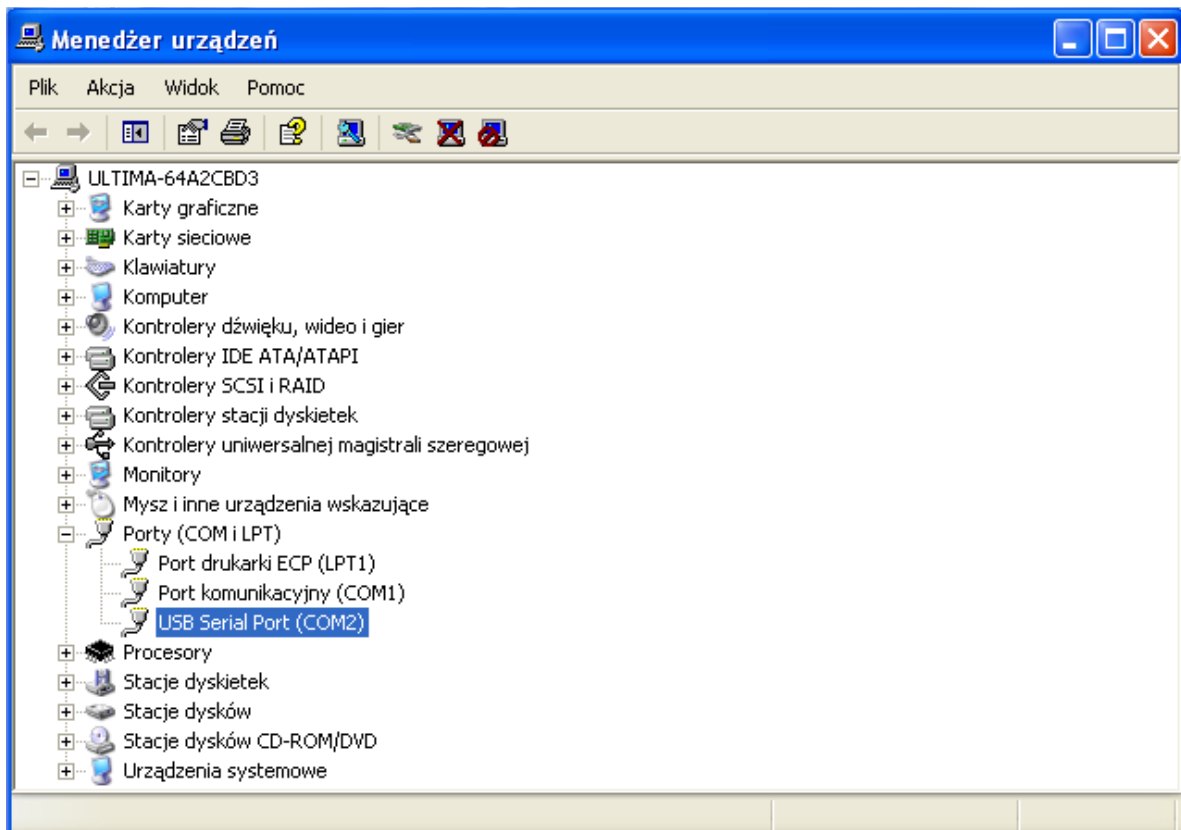 Menedżer urządzeń
Plik Akcja Widok Pomoc
ULTIMA-64A2CBD3
Karty graficzne
Karty sieciowe
Klawiatury
Komputer
Kontrolery dźwięku, wideo i gier
Kontrolery IDE ATA/ATAPI
Kontrolery SCSI i RAID
Kontrolery stacji dyskietek
Kontrolery uniwersalnej magistrali szeregowej
Monitory
Mysz i inne urządzenia wskazujące
Porty (COM i LPT)
Port drukarki ECP (LPT1)
Port komunikacyjny (COM1)
USB Serial Port (COM2)
Procesory
Stacje dyskietek
Stacje dysków
Stacje dysków CD-ROM/DVD
Urządzenia systemowe